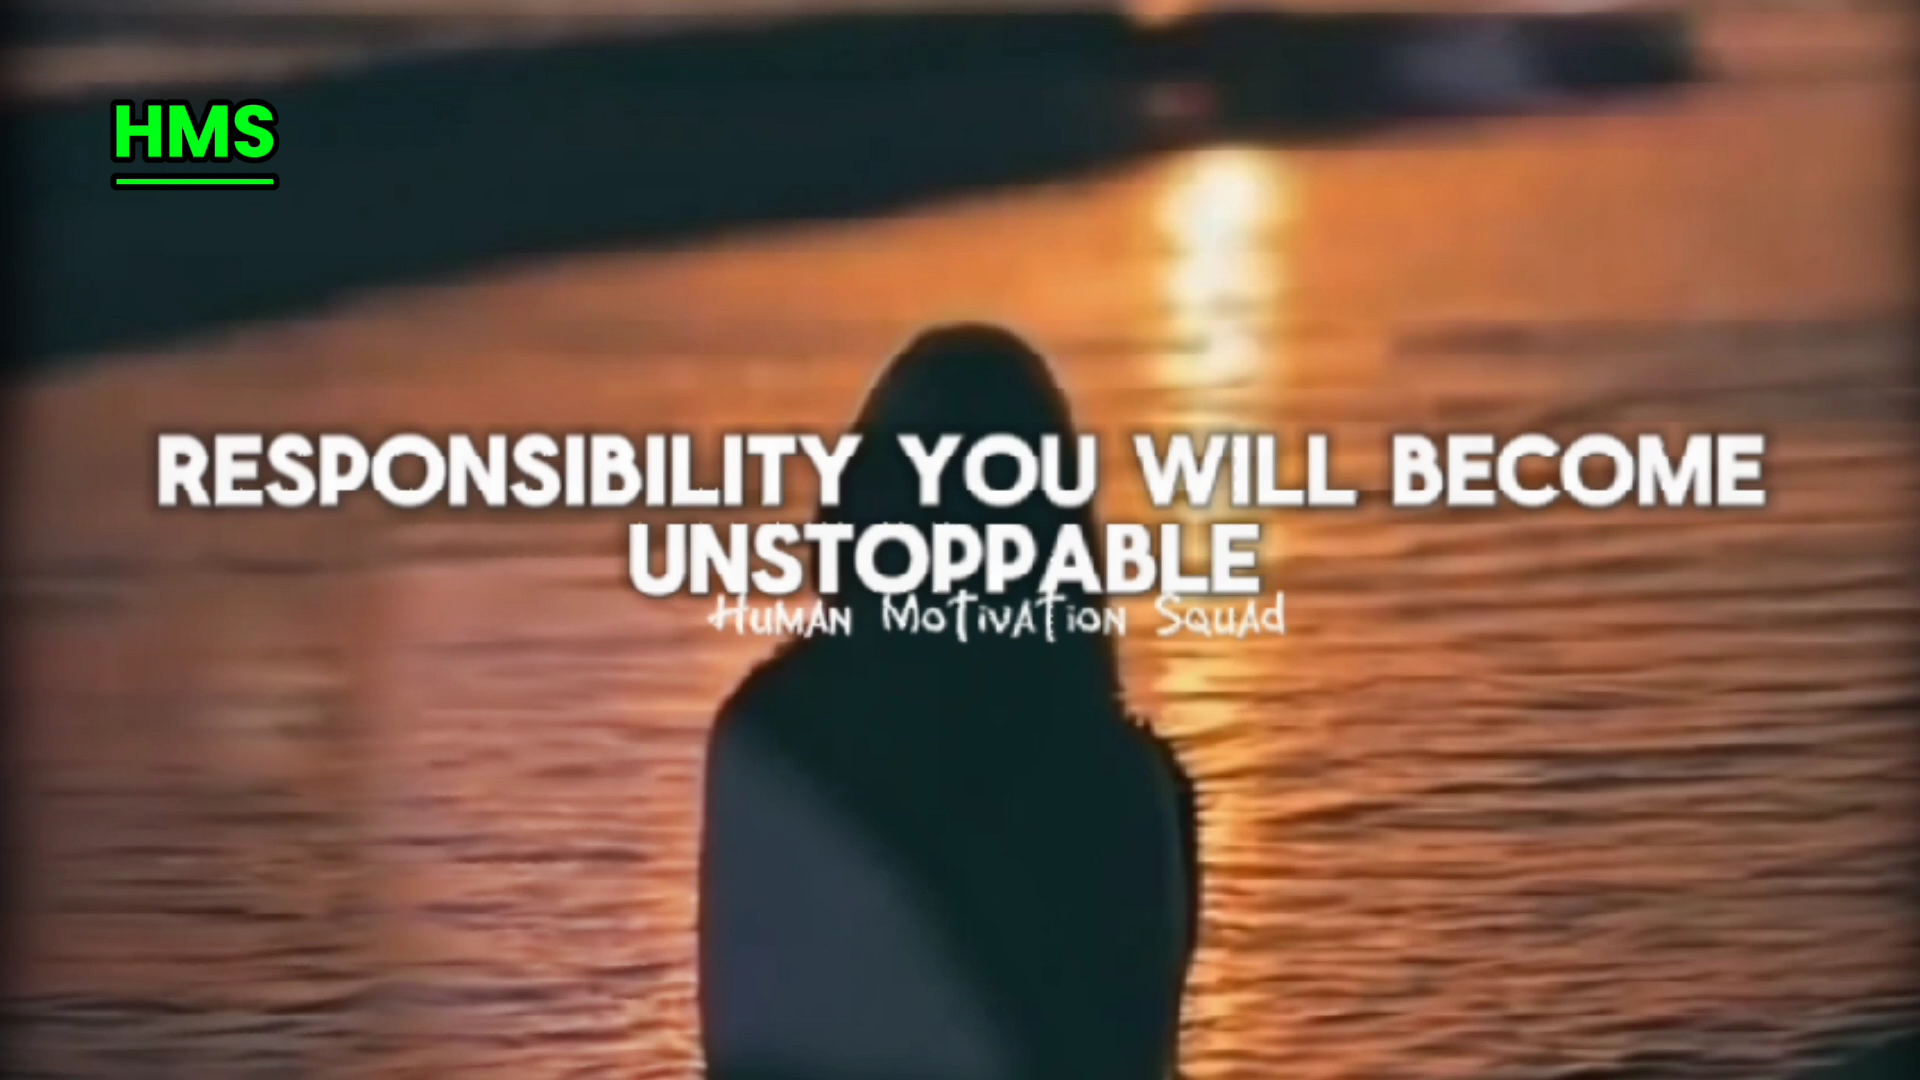 HMS
RESPONSIBILITY YOU WILL BECOME
UNSTOPPABLE
Human Motivation Squad